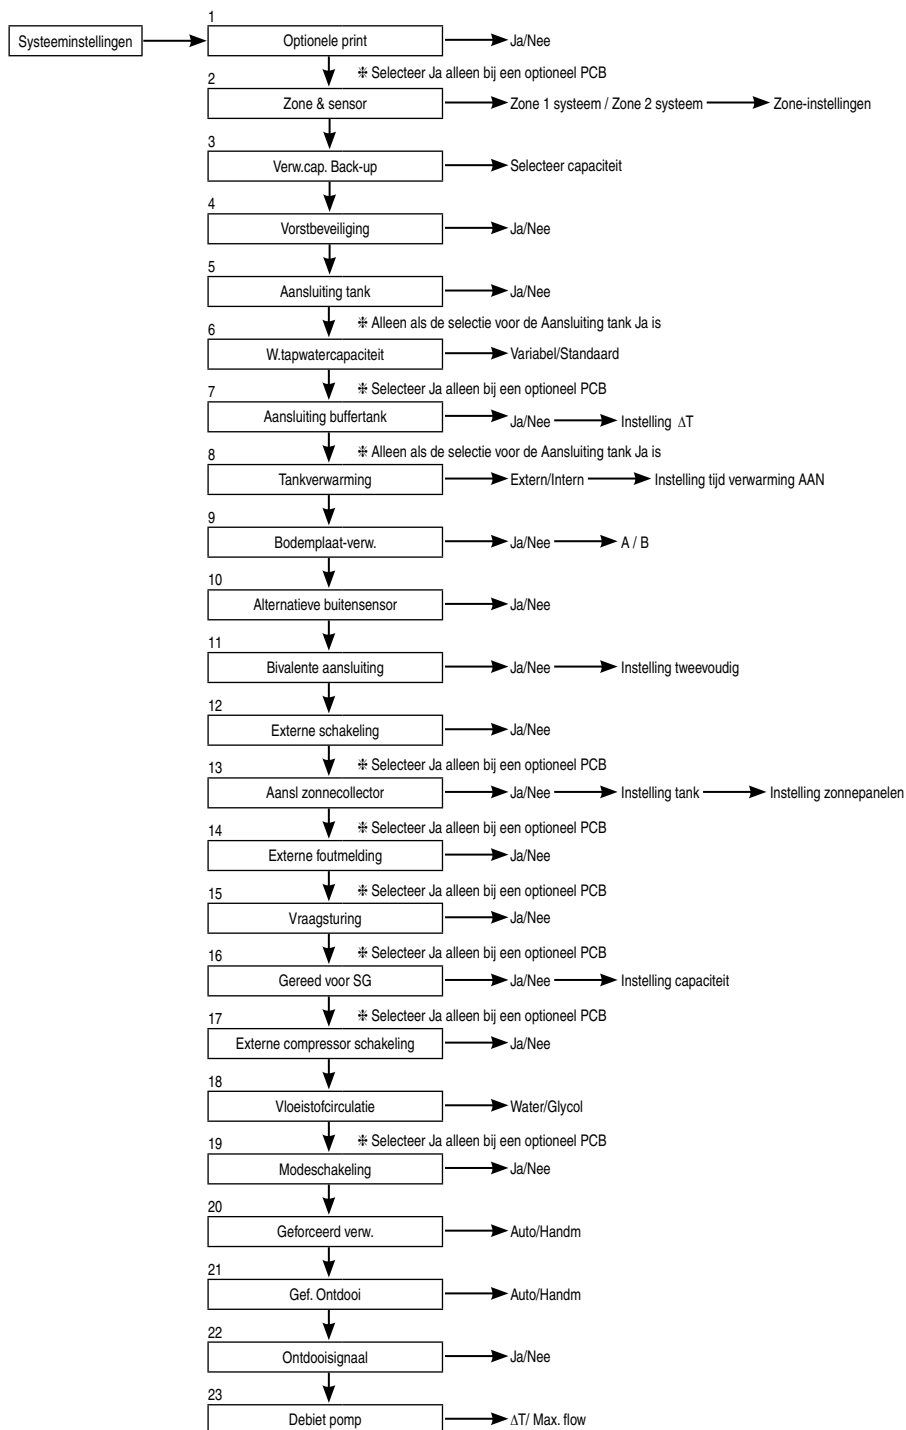 1
Systeeminstellingen
Optionele print
Ja/Nee
⁜ Selecteer Ja alleen bij een optioneel PCB
2
Zone & sensor
Zone 1 systeem / Zone 2 systeem
Zone-instellingen
3
Verw.cap. Back-up
Selecteer capaciteit
4
Vorstbeveiliging
Ja/Nee
5
Aansluiting tank
Ja/Nee
⁜ Alleen als de selectie voor de Aansluiting tank Ja is
6
W.tapwatercapaciteit
Variabel/Standaard
⁜ Selecteer Ja alleen bij een optioneel PCB
7
Aansluiting buffertank
Ja/Nee
Instelling ΔT
⁜ Alleen als de selectie voor de Aansluiting tank Ja is
8
Tankverwarming
Extern/Intern
Instelling tijd verwarming AAN
9
Bodemplaat-verw.
Ja/Nee
A / B
10
Alternatieve buitensensor
Ja/Nee
11
Bivalente aansluiting
Ja/Nee
Instelling tweevoudig
12
Externe schakeling
Ja/Nee
⁜ Selecteer Ja alleen bij een optioneel PCB
13
Aansl zonnecollector
Ja/Nee
Instelling tank
Instelling zonnepanelen
⁜ Selecteer Ja alleen bij een optioneel PCB
14
Externe foutmelding
Ja/Nee
⁜ Selecteer Ja alleen bij een optioneel PCB
15
Vraagsturing
Ja/Nee
⁜ Selecteer Ja alleen bij een optioneel PCB
16
Gereed voor SG
Ja/Nee
Instelling capaciteit
⁜ Selecteer Ja alleen bij een optioneel PCB
17
Externe compressor schakeling
Ja/Nee
18
Vloeistofcirculatie
Water/Glycol
⁜ Selecteer Ja alleen bij een optioneel PCB
19
Modeschakeling
Ja/Nee
20
Geforceerd verw.
Auto/Handm
21
Gef. Ontdooi
Auto/Handm
22
Ontdooisignaal
Ja/Nee
23
Debiet pomp
ΔT/ Max. flow